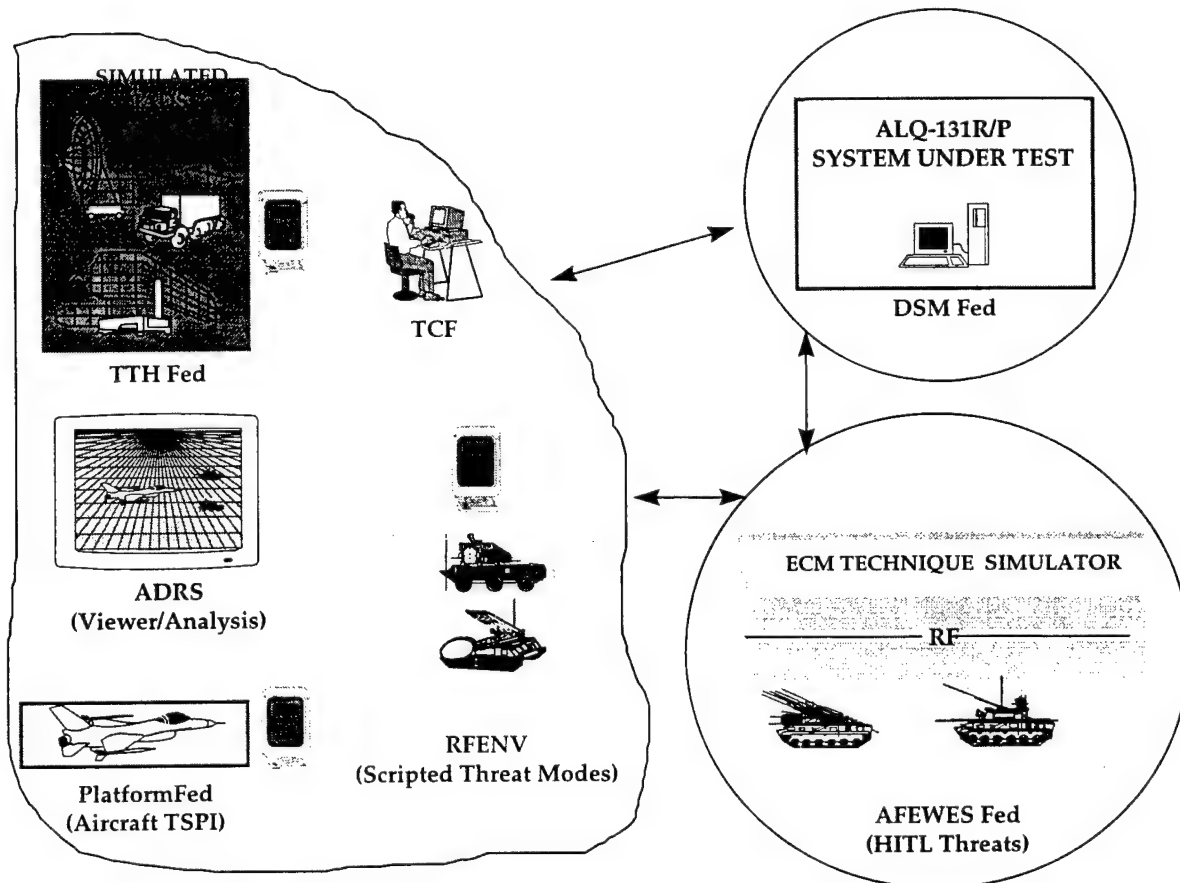 SIMULATED
TTH Fed
TCF
ADRS
(Viewer/Analysis)
PlatformFed
(Aircraft TSPI)
RFENV
(Scripted Threat Modes)
ALQ-131R/P
SYSTEM UNDER TEST
DSM Fed
ECM TECHNIQUE SIMULATOR
RF
AFEWES Fed
(HITL Threats)